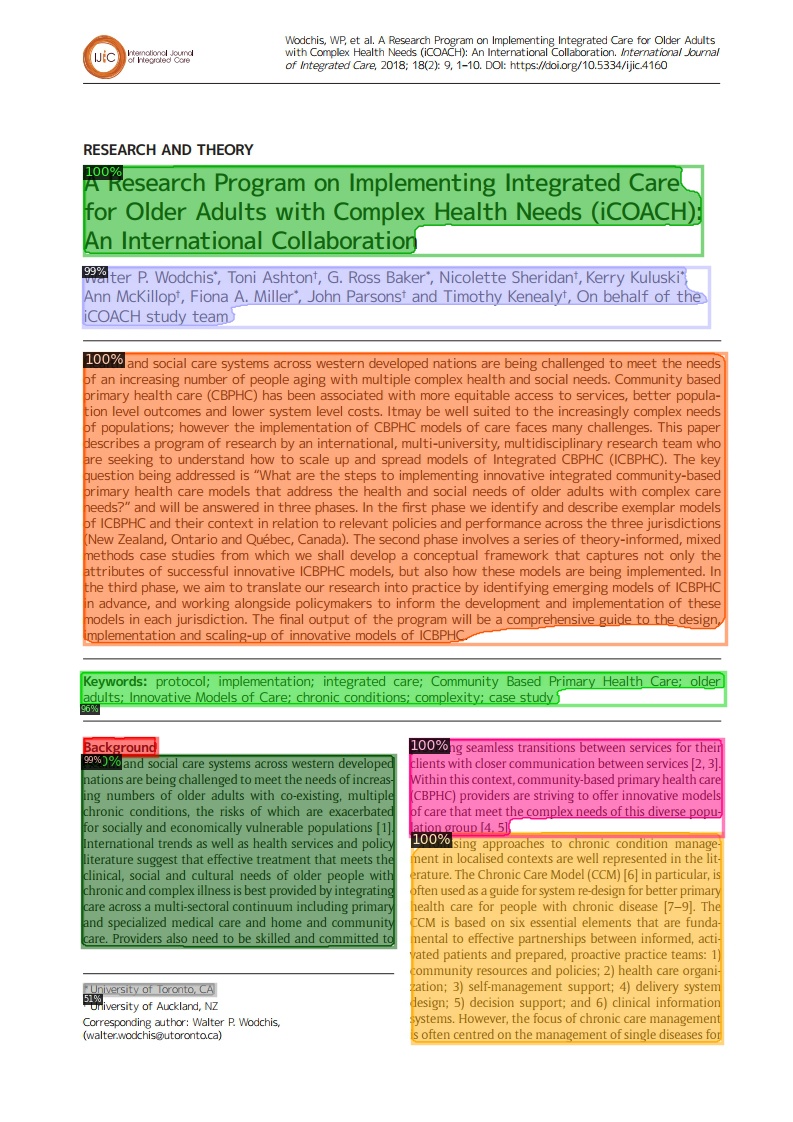 IJIC International Journal
of Integrated Care
Wodchis, WP, et al. A Research Program on Implementing Integrated Care for Older Adults
with Complex Health Needs (iCOACH): An International Collaboration. International Journal
of Integrated Care, 2018; 18(2): 9, 1–10. DOI: https://doi.org/10.5334/ijic.4160
RESEARCH AND THEORY
100%
A Research Program on Implementing Integrated Care
for Older Adults with Complex Health Needs (iCOACH):
An International Collaboration
99%
Walter P. Wodchis*, Toni Ashton†, G. Ross Baker*, Nicolette Sheridan†, Kerry Kuluski*,
Ann McKillop†, Fiona A. Miller*, John Parsons† and Timothy Kenealy†, On behalf of the
iCOACH study team
100%
and social care systems across western developed nations are being challenged to meet the needs
of an increasing number of people aging with multiple complex health and social needs. Community based
primary health care (CBPHC) has been associated with more equitable access to services, better popula-
tion level outcomes and lower system level costs. Itmay be well suited to the increasingly complex needs
of populations; however the implementation of CBPHC models of care faces many challenges. This paper
describes a program of research by an international, multi-university, multidisciplinary research team who
are seeking to understand how to scale up and spread models of Integrated CBPHC (ICBPHC). The key
question being addressed is “What are the steps to implementing innovative integrated community-based
primary health care models that address the health and social needs of older adults with complex care
needs?” and will be answered in three phases. In the first phase we identify and describe exemplar models
of ICBPHC and their context in relation to relevant policies and performance across the three jurisdictions
(New Zealand, Ontario and Québec, Canada). The second phase involves a series of theory-informed, mixed
methods case studies from which we shall develop a conceptual framework that captures not only the
attributes of successful innovative ICBPHC models, but also how these models are being implemented. In
the third phase, we aim to translate our research into practice by identifying emerging models of ICBPHC
in advance, and working alongside policymakers to inform the development and implementation of these
models in each jurisdiction. The final output of the program will be a comprehensive guide to the design,
implementation and scaling-up of innovative models of ICBPHC.
Keywords: protocol; implementation; integrated care; Community Based Primary Health Care; older
adults; Innovative Models of Care; chronic conditions; complexity; case study
96%
Background
99%
0%
and social care systems across western developed
nations are being challenged to meet the needs of increas-
ing numbers of older adults with co-existing, multiple
chronic conditions, the risks of which are exacerbated
for socially and economically vulnerable populations [1].
International trends as well as health services and policy
literature suggest that effective treatment that meets the
clinical, social and cultural needs of older people with
chronic and complex illness is best provided by integrating
care across a multi-sectoral continuum including primary
and specialized medical care and home and community
care. Providers also need to be skilled and committed to
* University of Toronto, CA
51%
University of Auckland, NZ
Corresponding author: Walter P. Wodchis,
(walter.wodchis@utoronto.ca)
100%
ng seamless transitions between services for their
clients with closer communication between services [2, 3].
Within this context, community-based primary health care
(CBPHC) providers are striving to offer innovative models
of care that meet the complex needs of this diverse popu-
lation group [4, 5].
100%
sing approaches to chronic condition manage-
ment in localised contexts are well represented in the lit-
erature. The Chronic Care Model (CCM) [6] in particular, is
often used as a guide for system re-design for better primary
health care for people with chronic disease [7–9]. The
CCM is based on six essential elements that are funda-
mental to effective partnerships between informed, acti-
vated patients and prepared, proactive practice teams: 1)
community resources and policies; 2) health care organi-
zation; 3) self-management support; 4) delivery system
design; 5) decision support; and 6) clinical information
systems. However, the focus of chronic care management
is often centred on the management of single diseases for